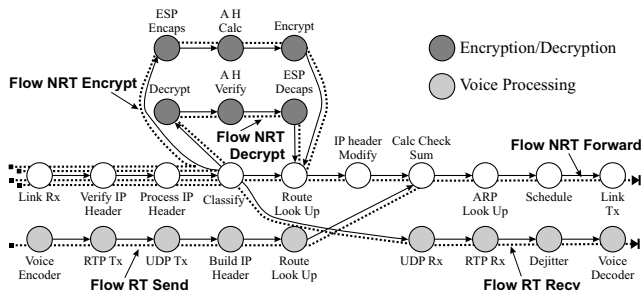 ESP Encaps
A H Calc
Encrypt
Encryption/Decryption
Voice Processing
Flow NRT Encrypt
Decrypt
A H Verify
ESP Decaps
Flow NRT Decrypt
IP header Modify
Calc Check Sum
Flow NRT Forward
Link Rx
Verify IP Header
Process IP Header
Classify
Route Look Up
ARP Look Up
Schedule
Link Tx
Voice Encoder
RTP Tx
UDP Tx
Build IP Header
Route Look Up
UDP Rx
RTP Rx
Dejitter
Voice Decoder
Flow RT Send
Flow RT Recv